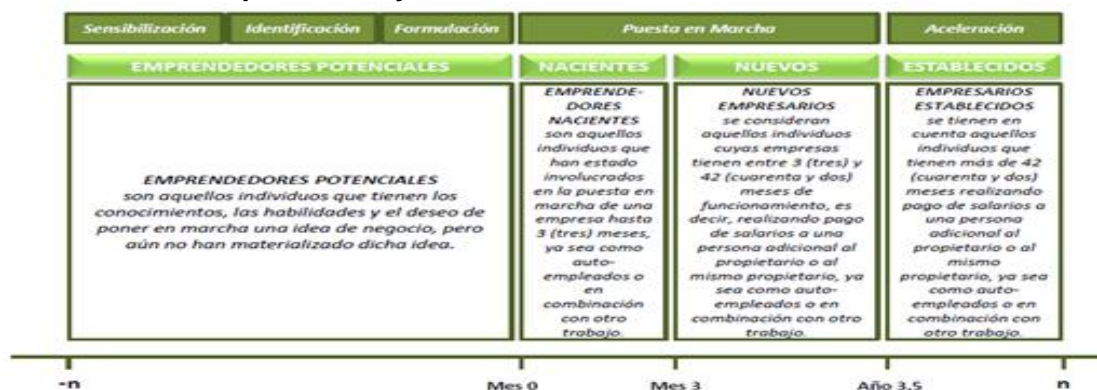 Sensibilización Identificación Formulación Puesta en Marcha Aceleración
EMPRENDEDORES POTENCIALES NACIENTES NUEVOS ESTABLECIDOS
EMPRENDEDORES POTENCIALES
son aquellos individuos que tienen los
conocimientos, las habilidades y el deseo de
poner en marcha una idea de negocio, pero
aún no han materializado dicha idea.
EMPRENDE-
DORES
NACIENTES
son aquellos
individuos que
han estado
involucrados
en la puesta en
marcha de una
empresa hasta
3 (tres) meses,
ya sea como
auto-
empleados o
en
combinación
con otro
trabajo.
NUEVOS
EMPRESARIOS
se consideran
aquellos individuos
cuyas empresas
tienen entre 3 (tres) y
42 (cuarenta y dos)
meses de
funcionamiento, es
decir, realizando pago
de salarios a una
persona adicional al
propietario o al
mismo propietario, ya
sea como auto-
empleados o en
combinación con otro
trabajo.
EMPRESARIOS
ESTABLECIDOS
se tienen en
cuenta aquellos
individuos que
tienen más de 42
(cuarenta y dos)
meses realizando
pago de salarios a
una persona
adicional al
propietario o al
mismo
propietario, ya sea
como auto-
empleados o en
combinación con
otro trabajo.
-n Mes 0 Mes 3 Año 3.5 n